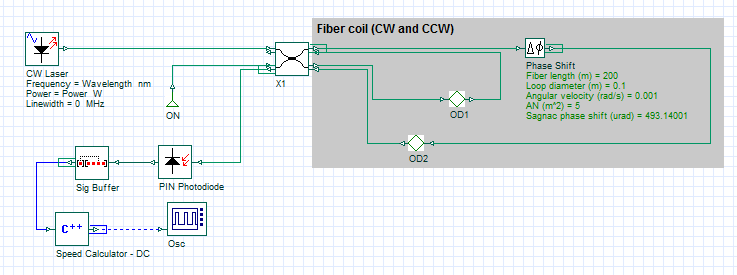 Fiber coil (CW and CCW)
CW Laser
Frequency = Wavelength nm
Power = Power W
Linewidth = 0 MHz
X1
ON
Phase Shift
Fiber length (m) = 200
Loop diameter (m) = 0.1
Angular velocity (rad/s) = 0.001
AN (m^2) = 5
Sagnac phase shift (urad) = 493.14001
OD1
OD2
Sig Buffer
PIN Photodiode
C++
Speed Calculator - DC
Osc